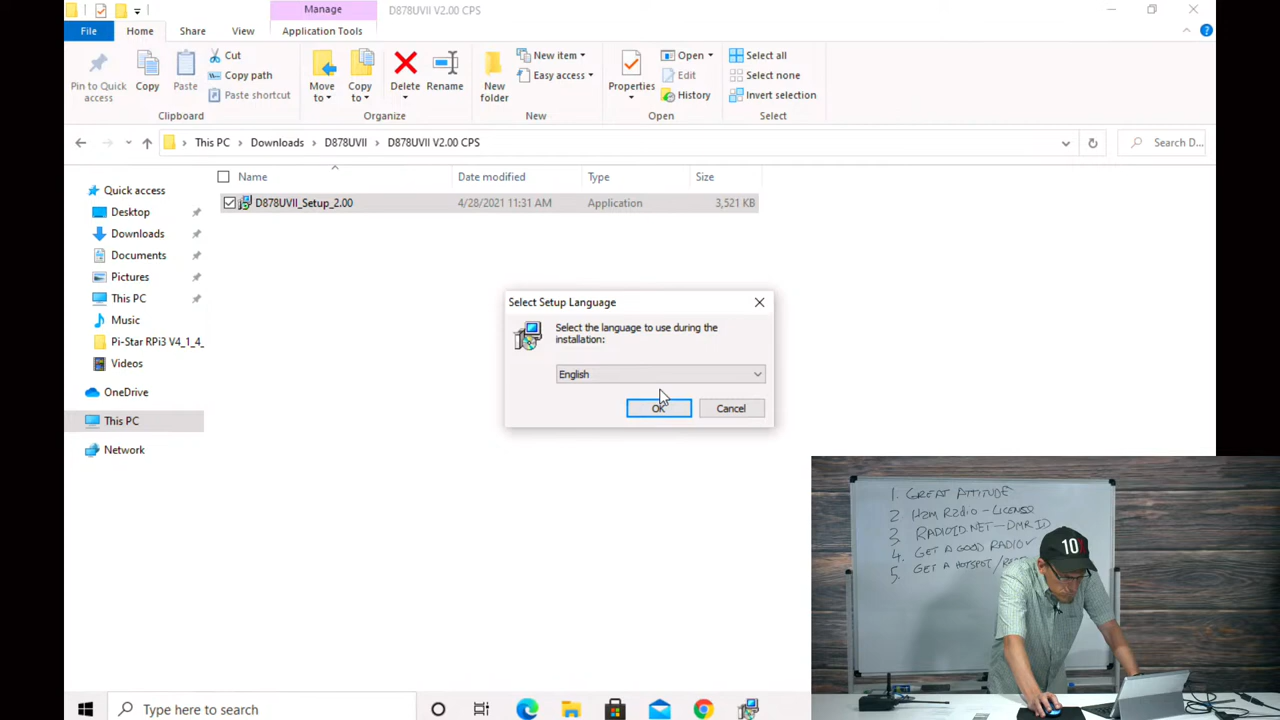 Manage
D878UVII V2.00 CPS
File
Home
Share
View
Application Tools
Pin to Quick access
Copy
Paste
Cut
Copy path
Paste shortcut
Clipboard
Move to
Copy to
Delete
Rename
Organize
New folder
New item
Easy access
New
Properties
Open
Edit
History
Open
Select all
Select none
Invert selection
Select
This PC
Downloads
D878UVII
D878UVII V2.00 CPS
Search D...
Name
Date modified
Type
Size
D878UVII_Setup_2.00
4/28/2021 11:31 AM
Application
3,521 KB
Quick access
Desktop
Downloads
Documents
Pictures
This PC
Music
Pi-Star RPi3 V4_1_4_
Videos
OneDrive
This PC
Network
Select Setup Language
Select the language to use during the
installation:
English
OK
Cancel
1. GREAT ATTITUDE
2 HAM RADIO - LICENSE
3. RADIOID.NET - DMR ID
4. GET A GOOD RADIO ✓
5. GET A HOTSPOT /
10
Type here to search